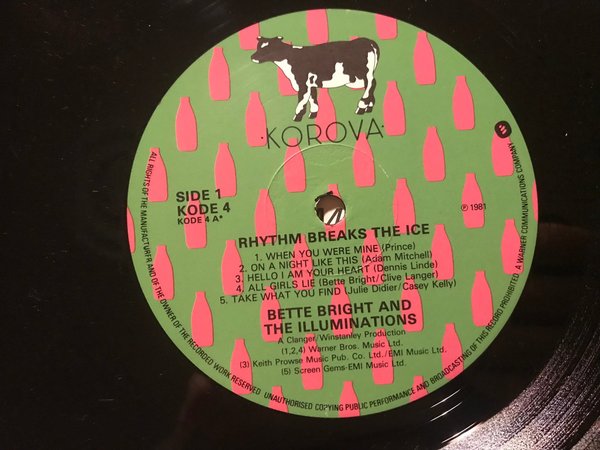 ·KOROVA·
SIDE 1
KODE 4
KODE 4 A*
℗ 1981
RHYTHM BREAKS THE ICE
1. WHEN YOU WERE MINE (Prince)
2. ON A NIGHT LIKE THIS (Adam Mitchell)
3. HELLO I AM YOUR HEART (Dennis Linde)
4. ALL GIRLS LIE (Bette Bright/Clive Langer)
5. TAKE WHAT YOU FIND (Julie Didier/Casey Kelly)
BETTE BRIGHT AND
THE ILLUMINATIONS
A Clanger/Winstanley Production
(1,2,4) Warner Bros. Music Ltd.
(3) Keith Prowse Music Pub. Co. Ltd./EMI Music Ltd.
(5) Screen Gems-EMI Music Ltd.
ALL RIGHTS OF THE MANUFACTURER AND OF THE OWNER OF THE RECORDED WORK RESERVED. UNAUTHORISED COPYING PUBLIC PERFORMANCE AND BROADCASTING OF THIS RECORD PROHIBITED. A WARNER COMMUNICATIONS COMPANY